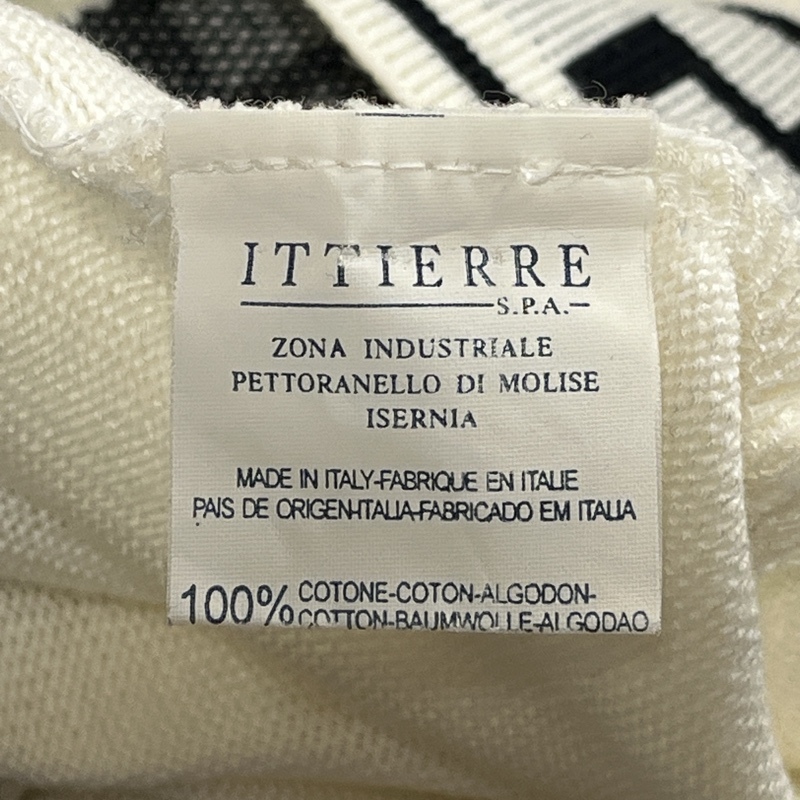 ITTIERRE
S.P.A.
ZONA INDUSTRIALE
PETTORANELLO DI MOLISE
ISERNIA
MADE IN ITALY-FABRIQUE EN ITALIE
PAIS DE ORIGEN-ITALIA-FABRICADO EM ITALIA
100% COTONE-COTON-ALGODON-
COTTON-BAUMWOLLE-ALGODAO